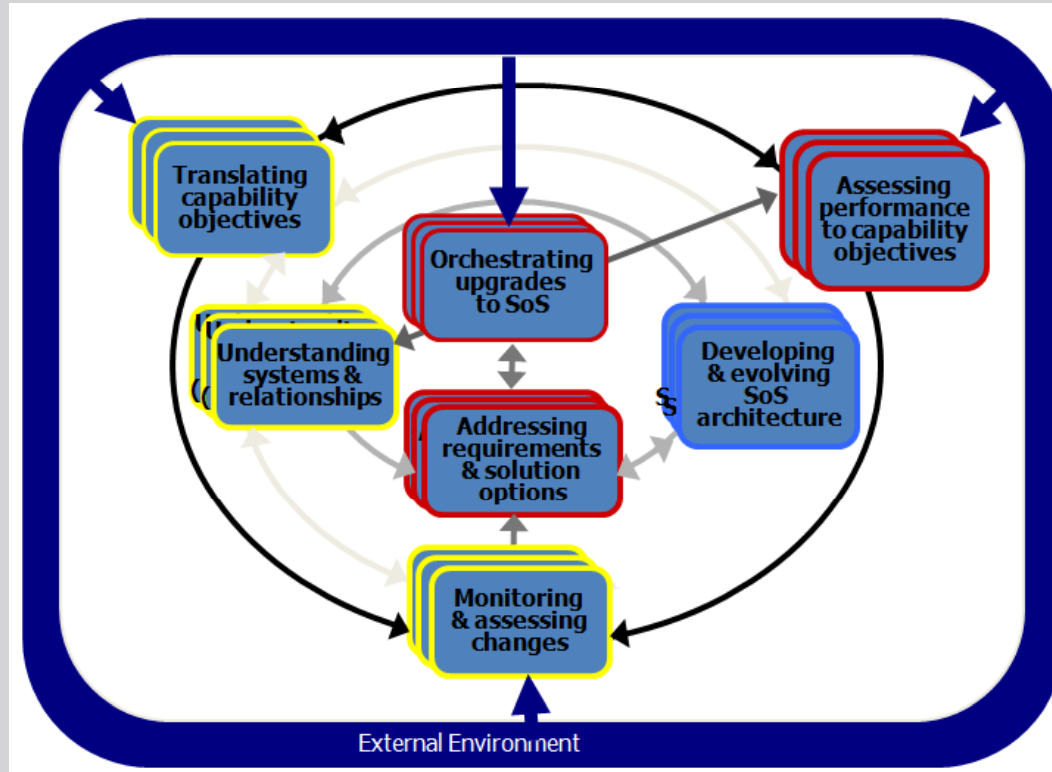 Translating
capability
objectives
Assessing
performance
to capability
objectives
Orchestrating
upgrades
to SoS
Understanding
systems &
relationships
Developing
& evolving
SoS
architecture
Addressing
requirements
& solution
options
Monitoring
& assessing
changes
External Environment